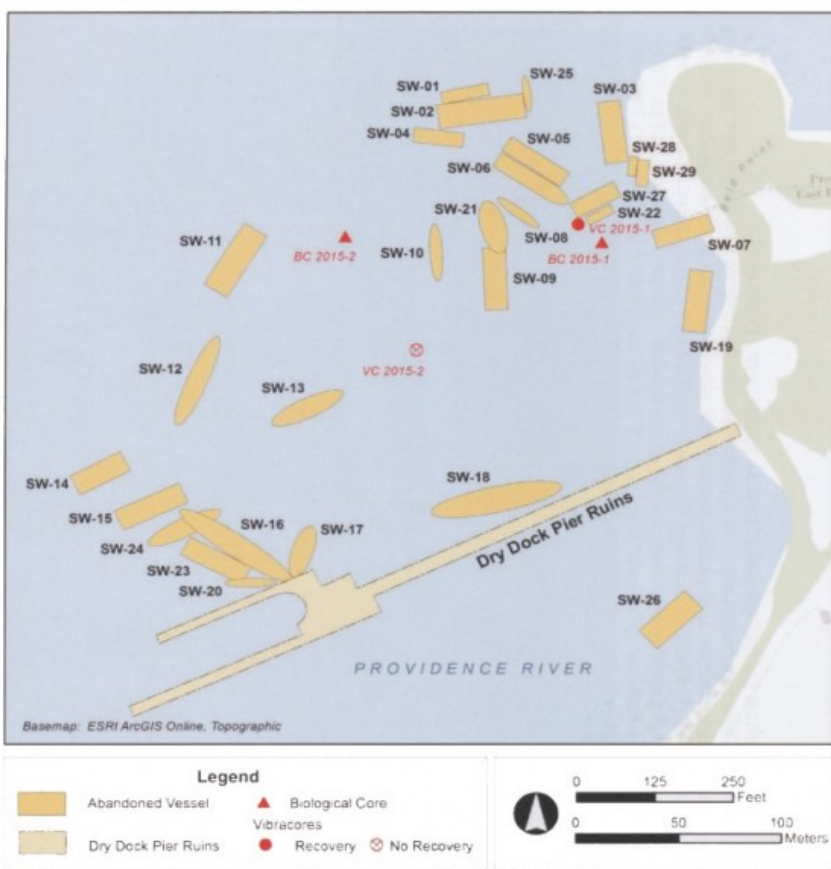 SW-01
SW-25
SW-02
SW-03
SW-04
SW-05
SW-28
SW-06
SW-29
SW-27
SW-21
SW-22
VC 2015-1
SW-11
SW-08
SW-07
SW-10
BC 2015-2
BC 2015-1
SW-09
SW-19
SW-12
VC 2015-2
SW-13
SW-14
SW-18
SW-15
SW-16
SW-17
SW-24
Dry Dock Pier Ruins
SW-23
SW-20
SW-26
PROVIDENCE RIVER
Basemap: ESRI ArcGIS Online, Topographic
Legend
Abandoned Vessel
Biological Core
Vibracores
Dry Dock Pier Ruins
Recovery
No Recovery
0 125 250
Feet
0 50 100
Meters